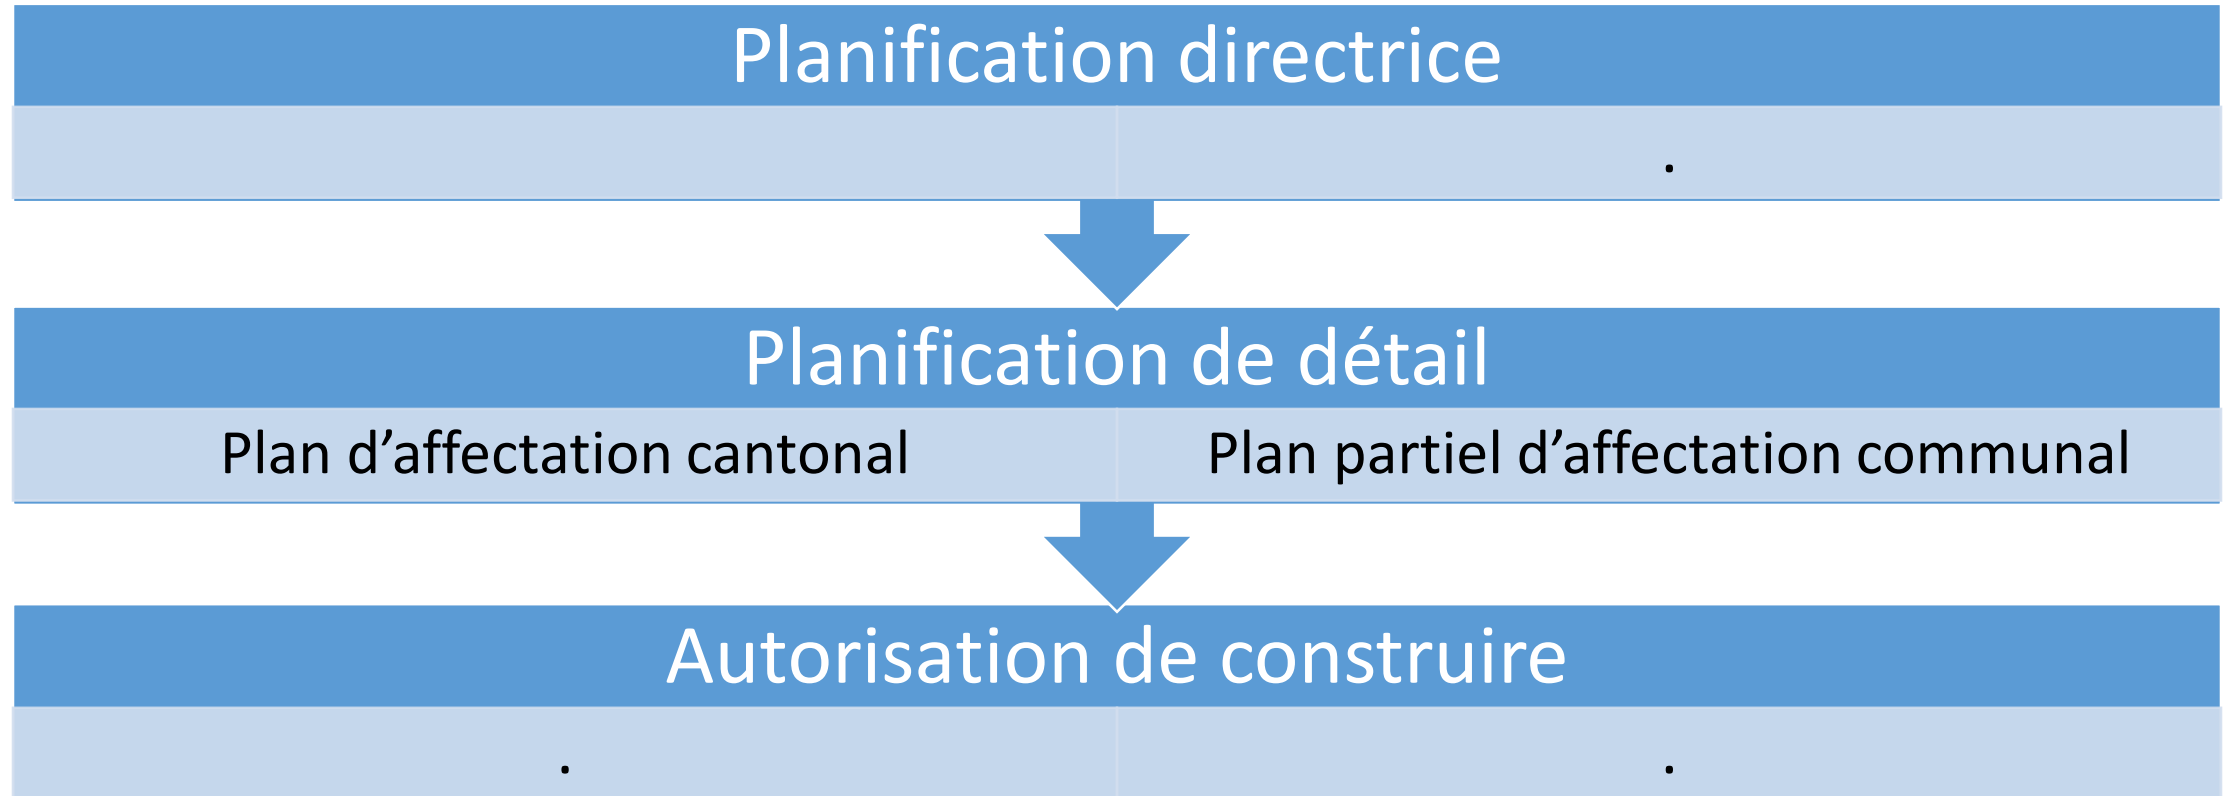 Planification directrice
.
Planification de détail
Plan d’affectation cantonal
Plan partiel d’affectation communal
Autorisation de construire
.
.